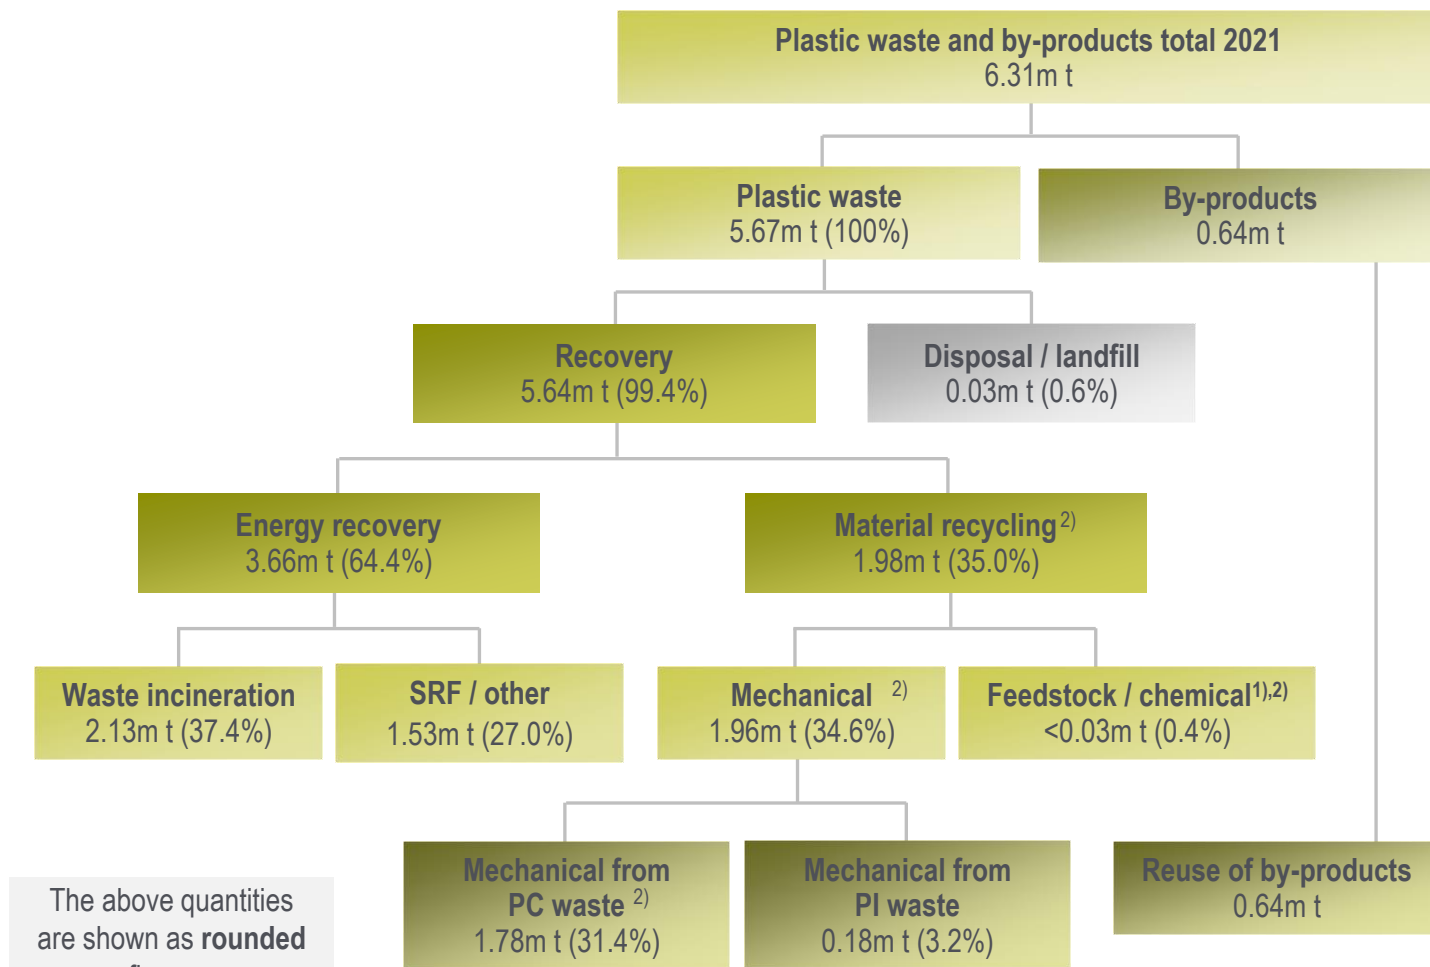 Plastic waste and by-products total 2021
6.31m t
Plastic waste
5.67m t (100%)
By-products
0.64m t
Recovery
5.64m t (99.4%)
Disposal / landfill
0.03m t (0.6%)
Energy recovery
3.66m t (64.4%)
Material recycling 2)
1.98m t (35.0%)
Waste incineration
2.13m t (37.4%)
SRF / other
1.53m t (27.0%)
Mechanical 2)
1.96m t (34.6%)
Feedstock / chemical1),2)
<0.03m t (0.4%)
Mechanical from
PC waste 2)
1.78m t (31.4%)
Mechanical from
PI waste
0.18m t (3.2%)
Reuse of by-products
0.64m t
The above quantities
are shown as rounded